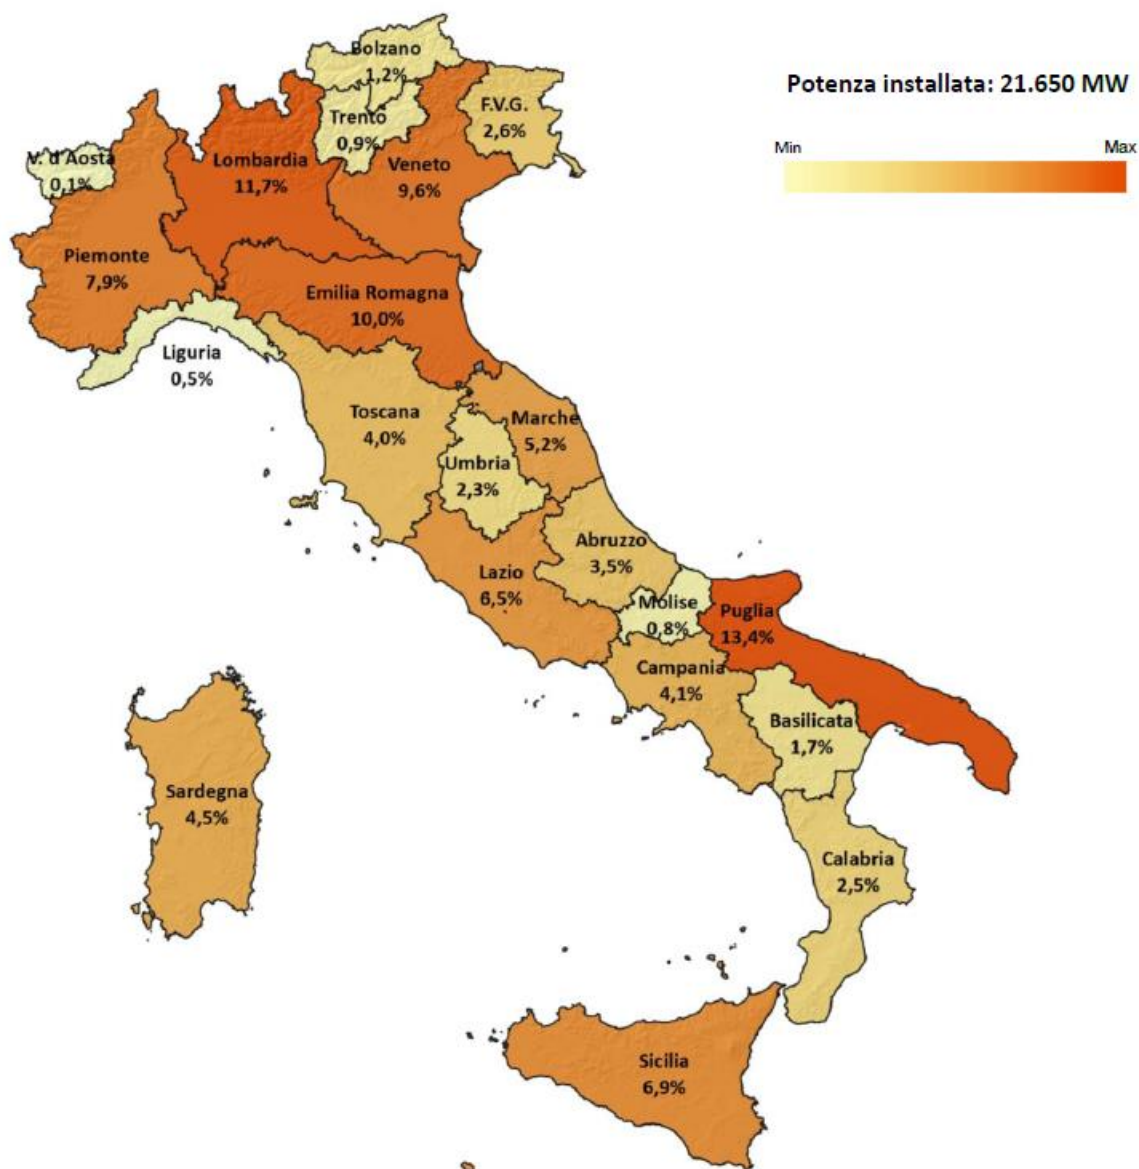 Potenza installata: 21.650 MW
Min
Max
Bolzano
1,2%
Trento
0,9%
F.V.G.
2,6%
V. d'Aosta
0,1%
Lombardia
11,7%
Veneto
9,6%
Piemonte
7,9%
Emilia Romagna
10,0%
Liguria
0,5%
Toscana
4,0%
Marche
5,2%
Umbria
2,3%
Abruzzo
3,5%
Lazio
6,5%
Molise
0,8%
Puglia
13,4%
Campania
4,1%
Basilicata
1,7%
Sardegna
4,5%
Calabria
2,5%
Sicilia
6,9%